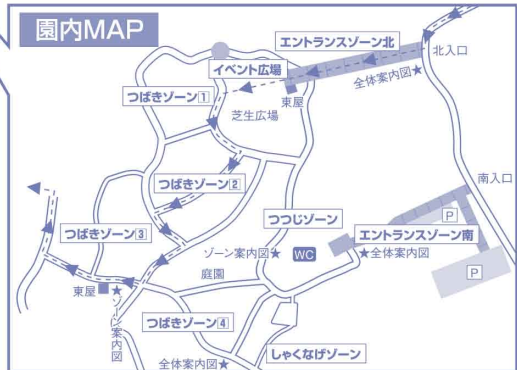 園内MAP
エントランスゾーン北
北入口
全体案内図★
イベント広場
東屋
つばきゾーン1
芝生広場
つばきゾーン2
南入口
P
つつじゾーン
エントランスゾーン南
つばきゾーン3
ゾーン案内図★
WC
★全体案内図
P
庭園
東屋
★ゾーン案内図
つばきゾーン4
しゃくなげゾーン
全体案内図★